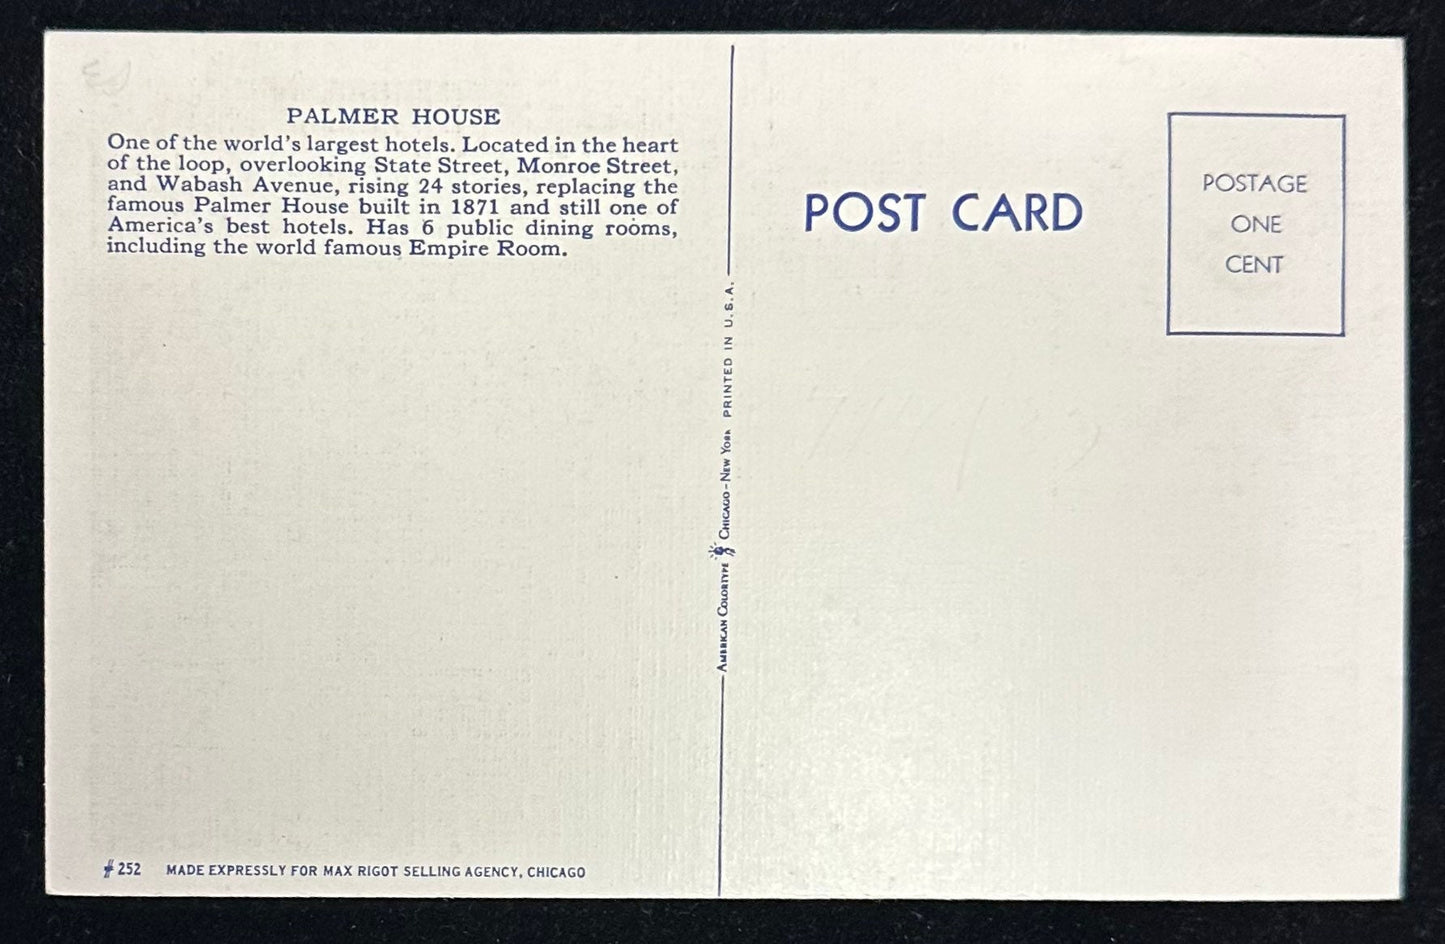 PALMER HOUSE
One of the world's largest hotels. Located in the heart
of the loop, overlooking State Street, Monroe Street,
and Wabash Avenue, rising 24 stories, replacing the
famous Palmer House built in 1871 and still one of
America's best hotels. Has 6 public dining rooms,
including the world famous Empire Room.
#252 MADE EXPRESSLY FOR MAX RIGOT SELLING AGENCY, CHICAGO
AMERICAN COLORTYPE CHICAGO-NEW YORK PRINTED IN U.S.A.
POST CARD
POSTAGE
ONE
CENT